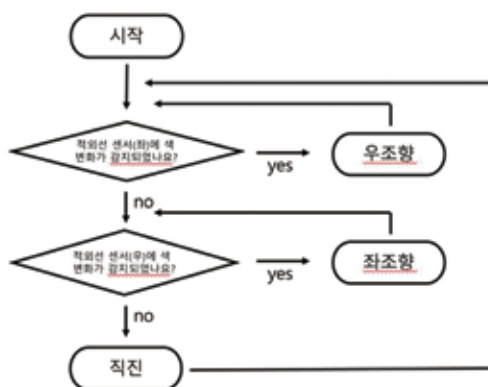 시작
적외선 센서(좌)에 색
변화가 감지되었나요?
yes
우조향
no
적외선 센서(우)에 색
변화가 감지되었나요?
yes
좌조향
no
직진